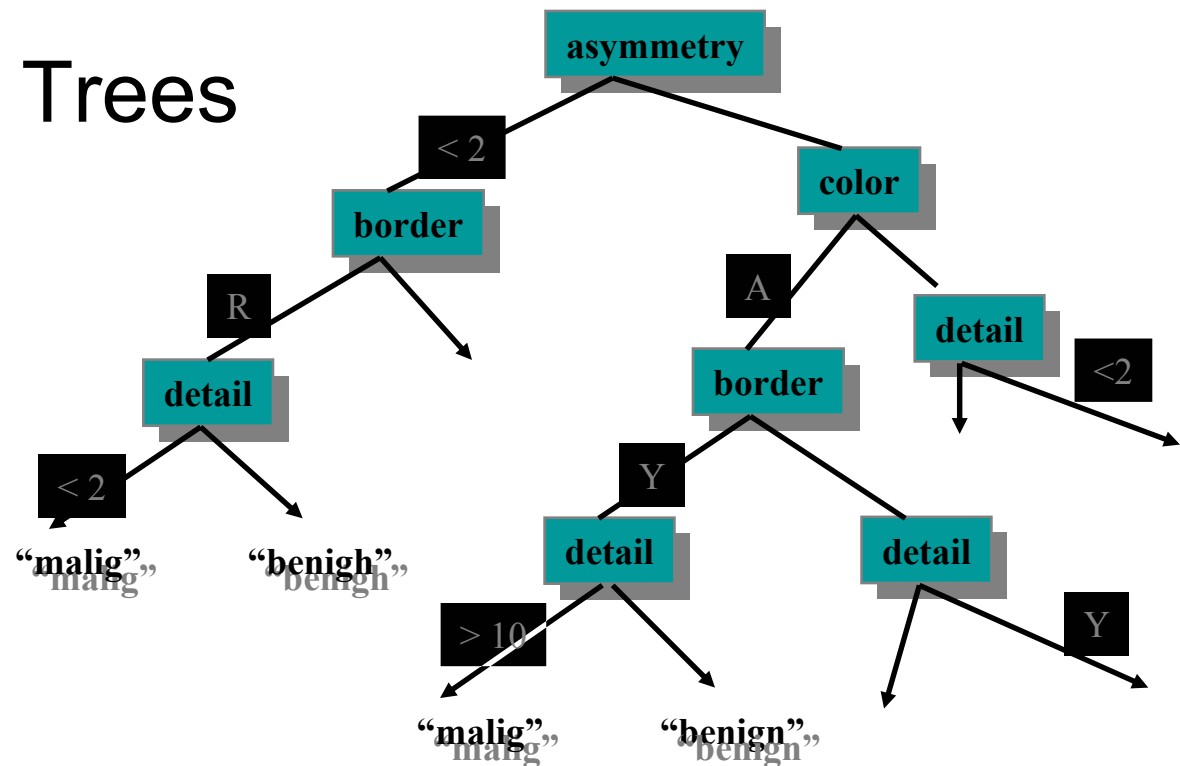 Trees
asymmetry
< 2
color
border
A
R
detail
<2
detail
border
< 2
Y
“malig” “benigh”
detail
detail
> 10
Y
“malig” “benign”